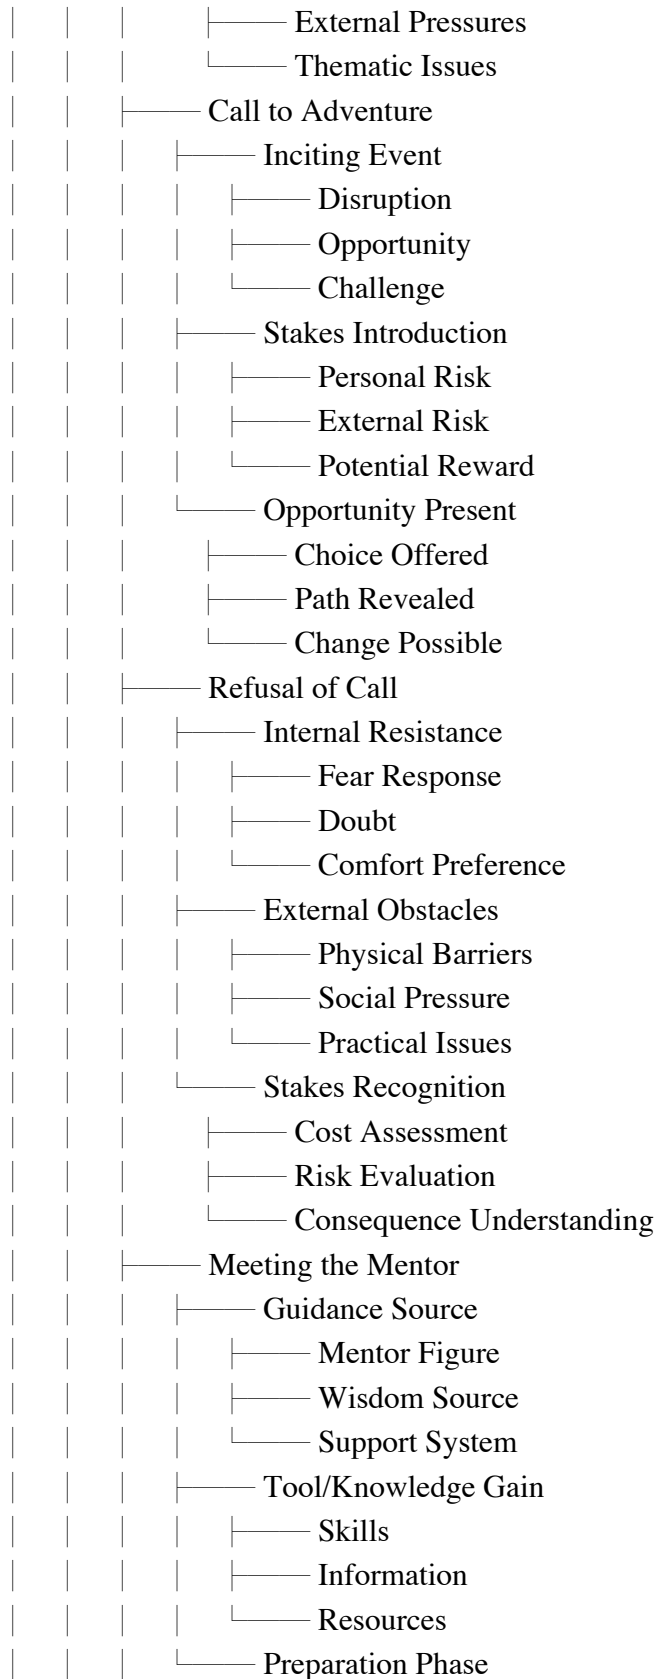 External Pressures
Thematic Issues
Call to Adventure
Inciting Event
Disruption
Opportunity
Challenge
Stakes Introduction
Personal Risk
External Risk
Potential Reward
Opportunity Present
Choice Offered
Path Revealed
Change Possible
Refusal of Call
Internal Resistance
Fear Response
Doubt
Comfort Preference
External Obstacles
Physical Barriers
Social Pressure
Practical Issues
Stakes Recognition
Cost Assessment
Risk Evaluation
Consequence Understanding
Meeting the Mentor
Guidance Source
Mentor Figure
Wisdom Source
Support System
Tool/Knowledge Gain
Skills
Information
Resources
Preparation Phase